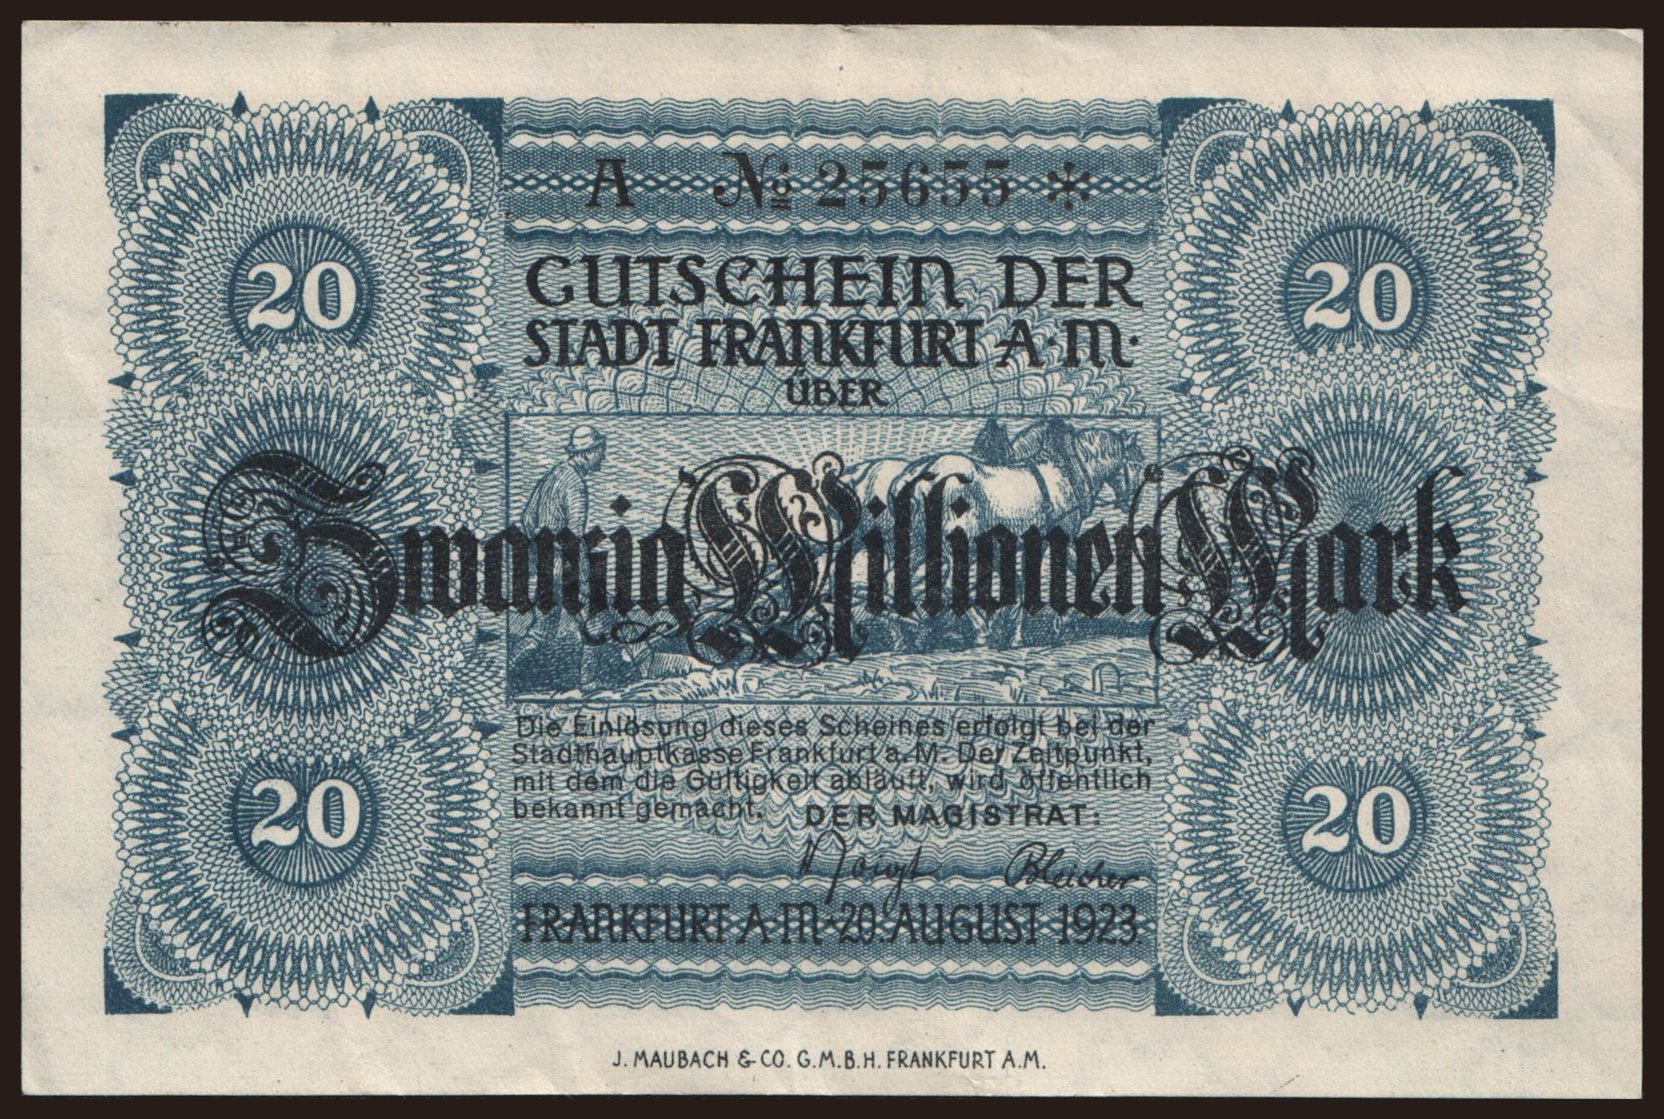 A № 25655 *
GUTSCHEIN DER
STADT FRANKFURT A·M·
ÜBER
20 20
Zwanzig Millionen Mark
Die Einlösung dieses Scheines erfolgt bei der
Stadthauptkasse Frankfurt a. M. Der Zeitpunkt,
mit dem die Gültigkeit abläuft, wird öffentlich
bekannt gemacht. DER MAGISTRAT:
20 20
Voigt Bleicher
FRANKFURT A·M·20. AUGUST 1923.
J. MAUBACH & CO. G.M.B.H. FRANKFURT A.M.